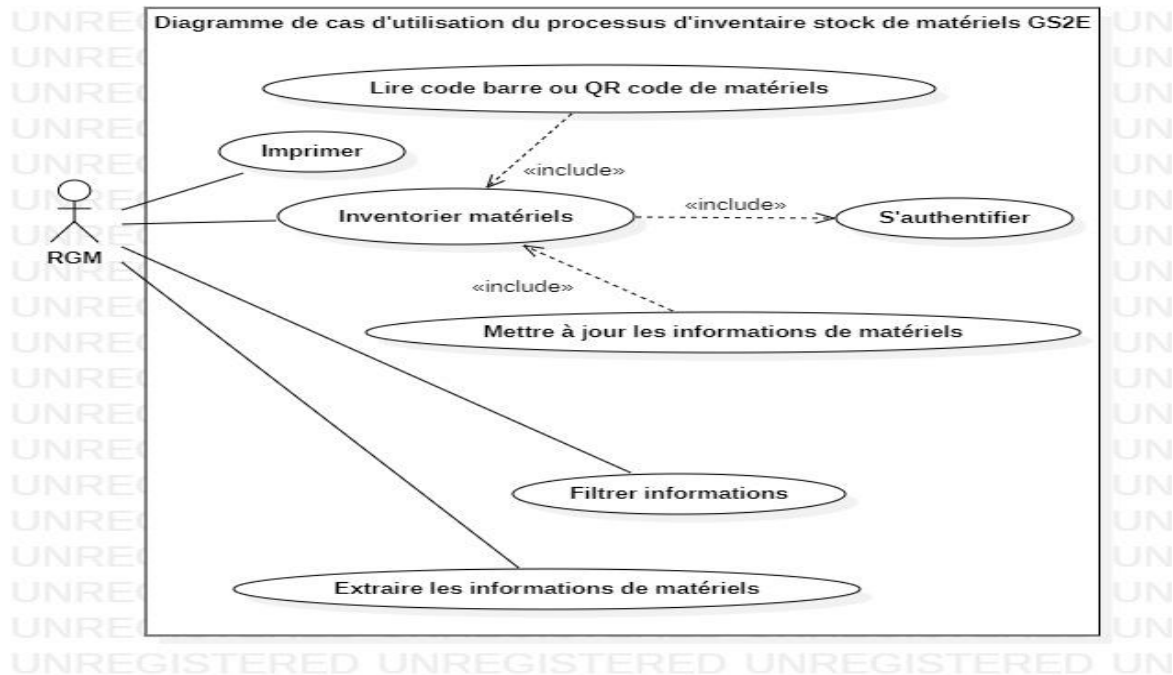 Diagramme de cas d'utilisation du processus d'inventaire stock de matériels GS2E
Lire code barre ou QR code de matériels
Imprimer
«include»
Inventorier matériels
«include»
S'authentifier
RGM
«include»
Mettre à jour les informations de matériels
Filtrer informations
Extraire les informations de matériels
UNREGISTERED UNREGISTERED UNREGISTERED UN